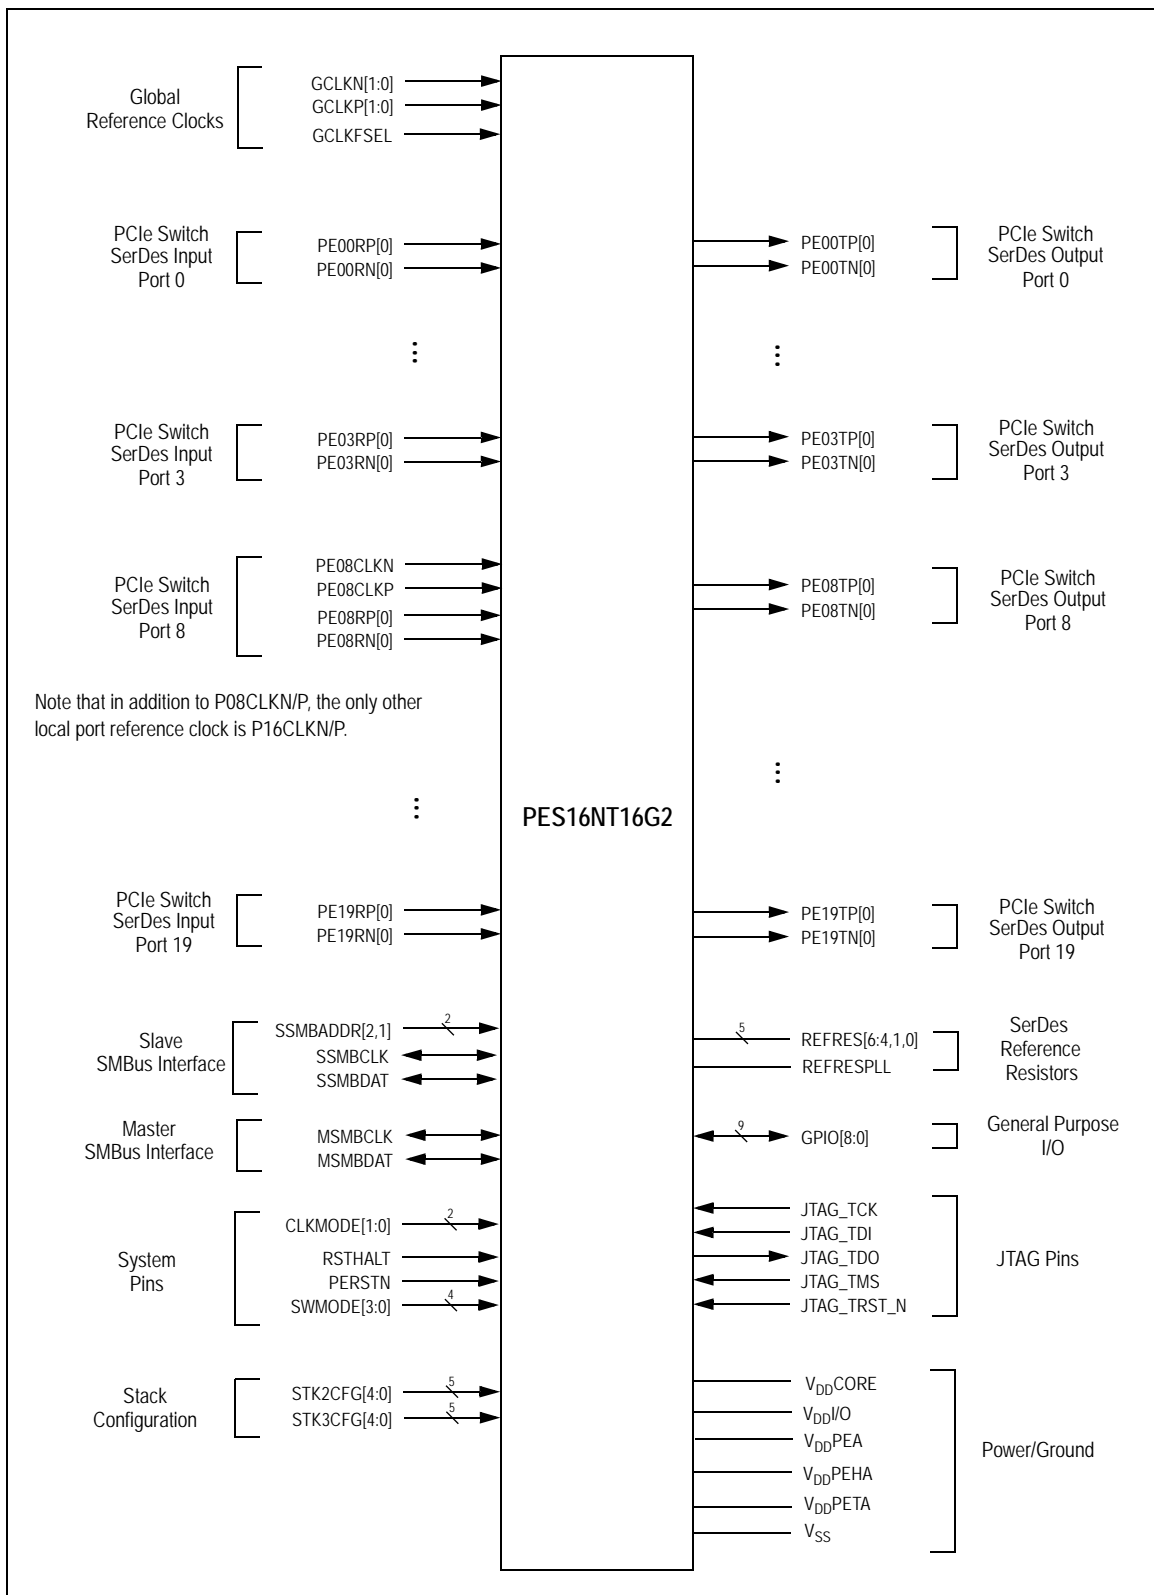 Global
Reference Clocks
GCLKN[1:0]
GCLKP[1:0]
GCLKFSEL
PCIe Switch
SerDes Input
Port 0
PE00RP[0]
PE00RN[0]
PE00TP[0]
PE00TN[0]
PCIe Switch
SerDes Output
Port 0
PCIe Switch
SerDes Input
Port 3
PE03RP[0]
PE03RN[0]
PE03TP[0]
PE03TN[0]
PCIe Switch
SerDes Output
Port 3
PCIe Switch
SerDes Input
Port 8
PE08CLKN
PE08CLKP
PE08RP[0]
PE08RN[0]
PE08TP[0]
PE08TN[0]
PCIe Switch
SerDes Output
Port 8
Note that in addition to P08CLKN/P, the only other
local port reference clock is P16CLKN/P.
PES16NT16G2
PCIe Switch
SerDes Input
Port 19
PE19RP[0]
PE19RN[0]
PE19TP[0]
PE19TN[0]
PCIe Switch
SerDes Output
Port 19
Slave
SMBus Interface
SSMBADDR[2,1]
2
SSMBCLK
SSMBDAT
5
REFRES[6:4,1,0]
REFRESPLL
SerDes
Reference
Resistors
Master
SMBus Interface
MSMBCLK
MSMBDAT
9
GPIO[8:0]
General Purpose
I/O
System
Pins
CLKMODE[1:0]
2
RSTHALT
PERSTN
SWMODE[3:0]
4
JTAG_TCK
JTAG_TDI
JTAG_TDO
JTAG_TMS
JTAG_TRST_N
JTAG Pins
Stack
Configuration
STK2CFG[4:0]
5
STK3CFG[4:0]
5
VDDCORE
VDDI/O
VDDPEA
VDDPEHA
VDDPETA
VSS
Power/Ground